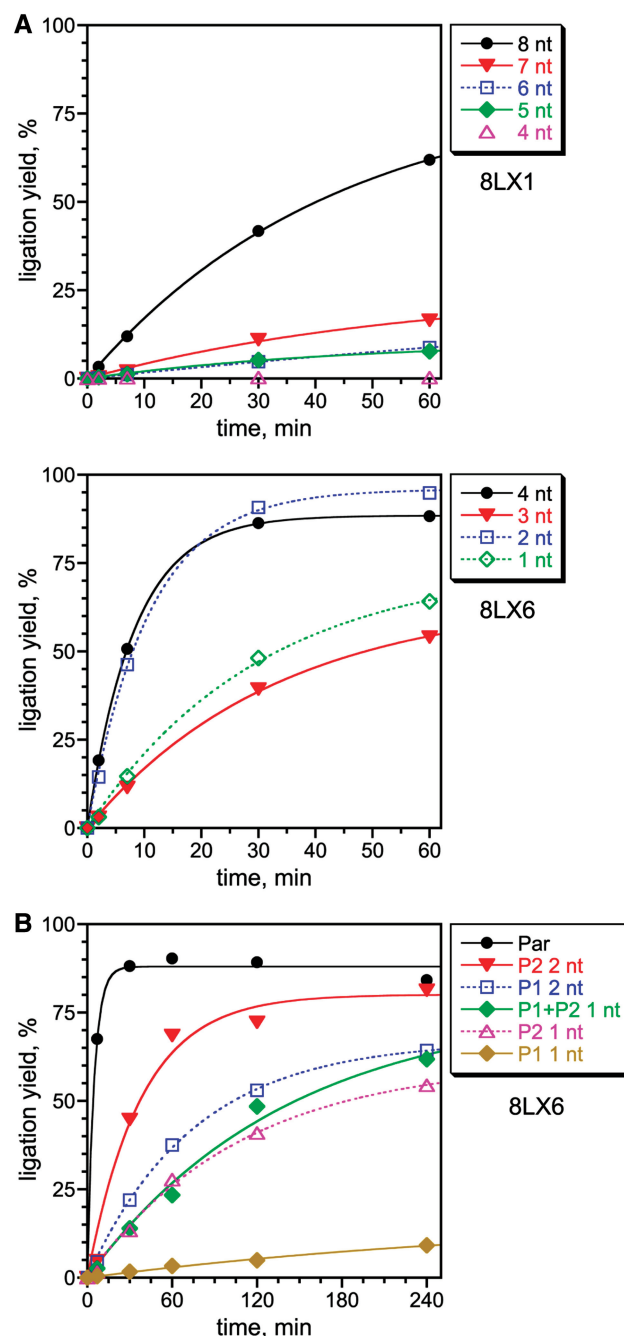 A
100
75
50
25
0
ligation yield, %
0 10 20 30 40 50 60
time, min
8 nt
7 nt
6 nt
5 nt
4 nt
8LX1
100
75
50
25
0
ligation yield, %
0 10 20 30 40 50 60
time, min
4 nt
3 nt
2 nt
1 nt
8LX6
B
100
75
50
25
0
ligation yield, %
0 60 120 180 240
time, min
Par
P2 2 nt
P1 2 nt
P1+P2 1 nt
P2 1 nt
P1 1 nt
8LX6